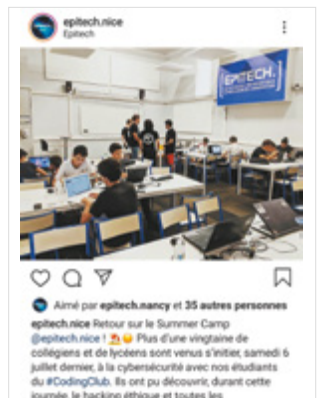 epitech.nice
Epitech
EPITECH.
Aimé par epitech.nancy et 35 autres personnes
epitech.nice Retour sur le Summer Camp
@epitech.nice ! ⛱️😊 Plus d'une vingtaine de
collégiens et de lycéens sont venus s'initier, samedi 6
juillet dernier, à la cybersécurité avec nos étudiants
du #CodingClub. Ils ont pu découvrir, durant cette
journée, le hacking éthique et toutes les